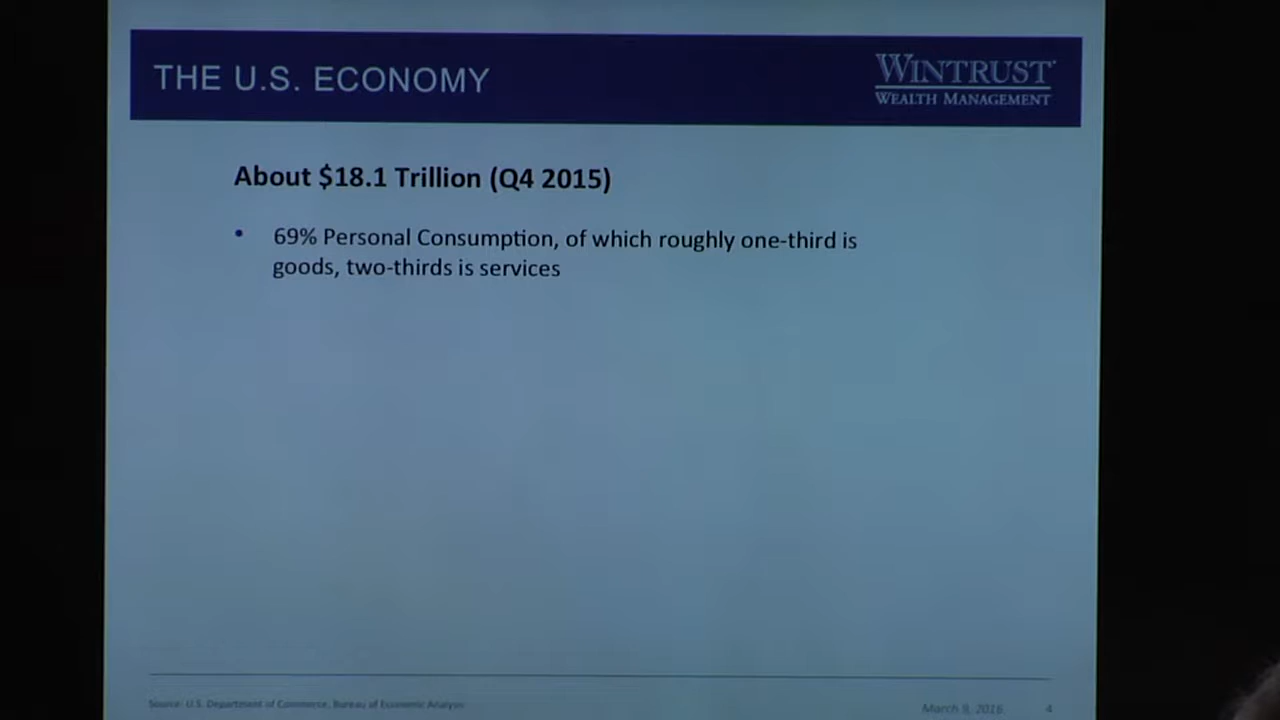 THE U.S. ECONOMY
WINTRUST
WEALTH MANAGEMENT
About $18.1 Trillion (Q4 2015)
• 69% Personal Consumption, of which roughly one-third is
goods, two-thirds is services
Source: U.S. Department of Commerce, Bureau of Economic Analysis
March 9, 2016
4